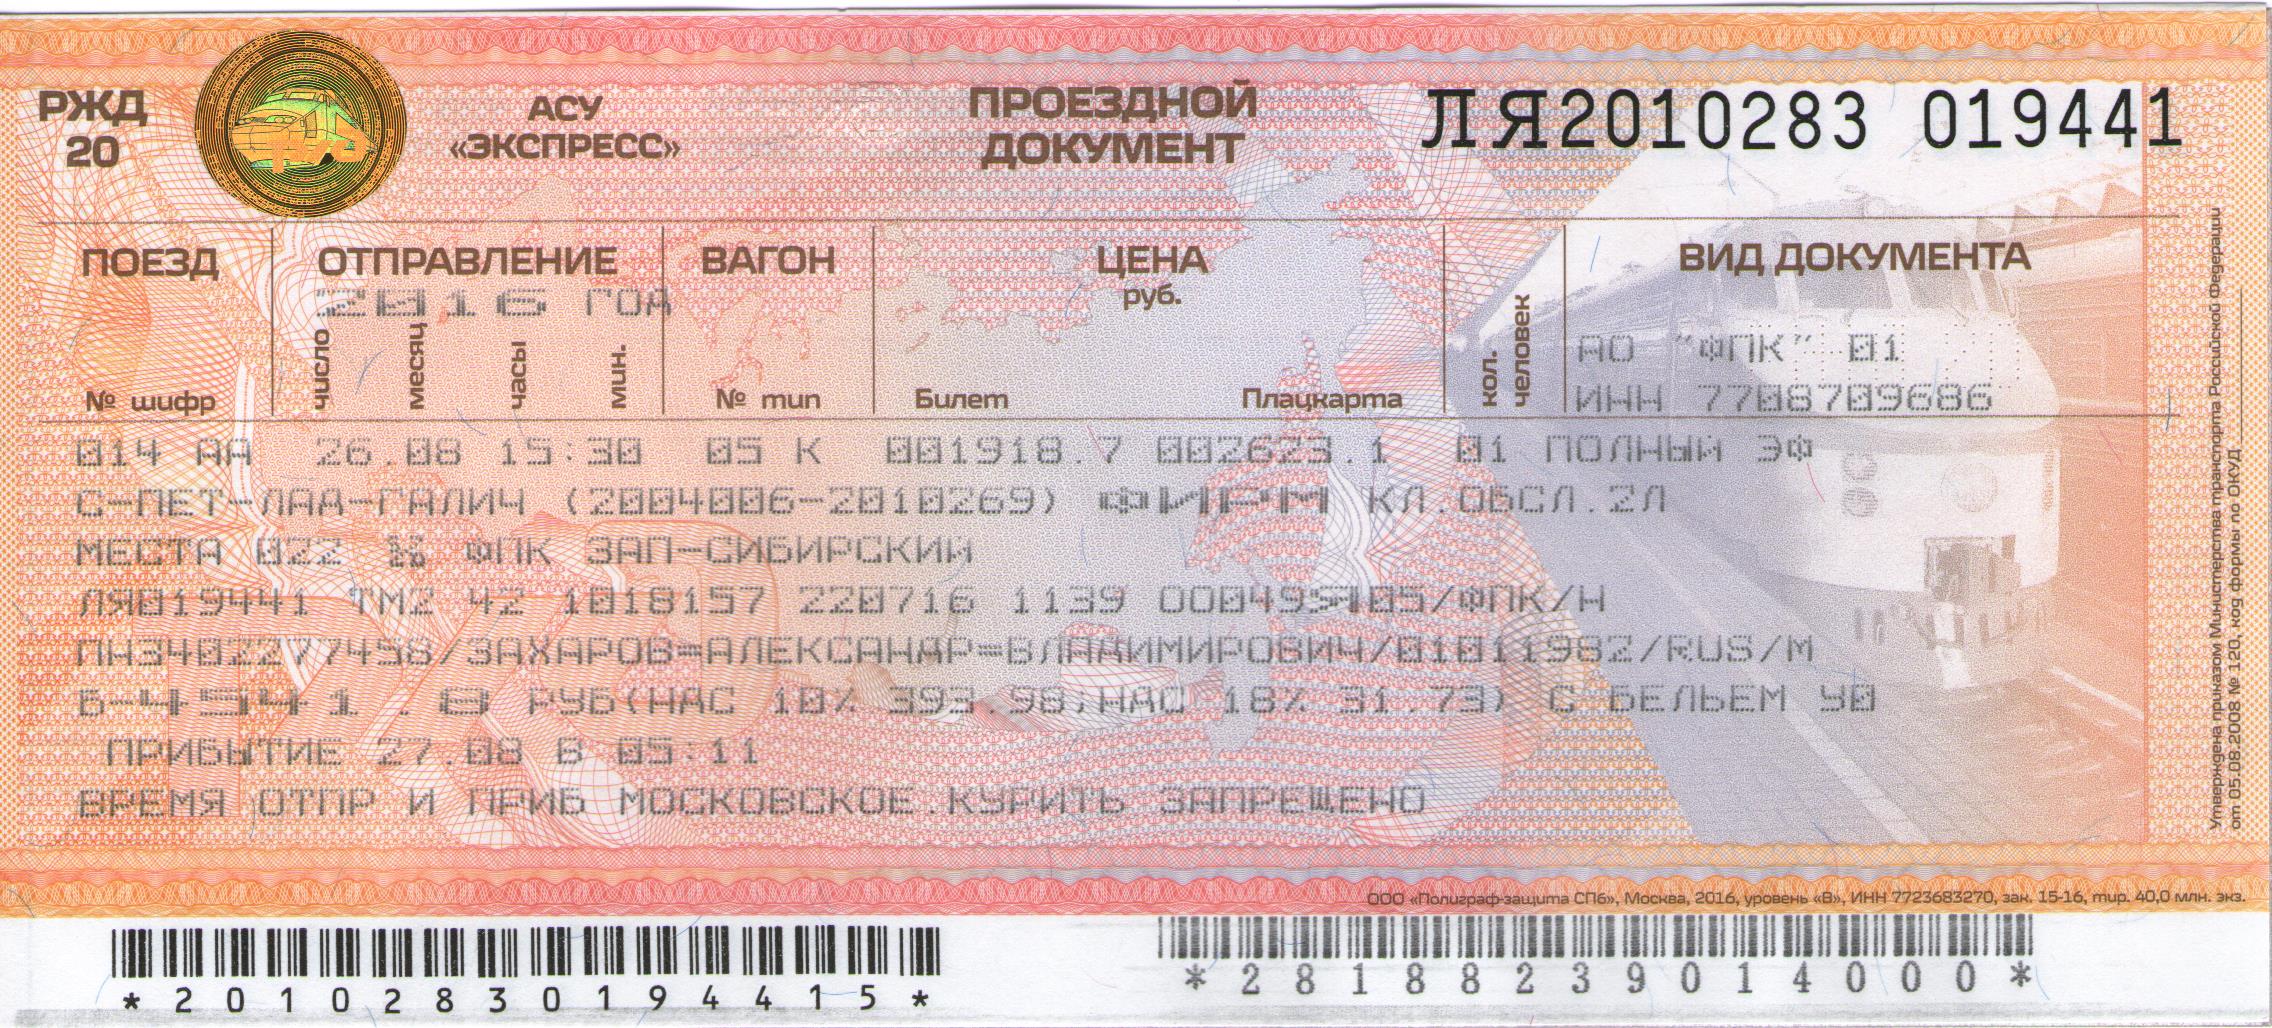 РЖД
20
АСУ
«ЭКСПРЕСС»
ПРОЕЗДНОЙ
ДОКУМЕНТ
ЛЯ2010283 019441
ПОЕЗД
ОТПРАВЛЕНИЕ
ВАГОН
ЦЕНА
руб.
ВИД ДОКУМЕНТА
2016 ГОД
АО "ФПК" 01
ИНН 7708709686
№ шифр
число
месяц
часы
мин.
№ тип
Билет
Плацкарта
кол.
человек
014 АА 26.08 15:30 05 К 001918.7 002623.1 01 ПОЛНЫЙ ЭФ
С-ПЕТ-ЛАД-ГАЛИЧ (2004006-2010269) ФИРМ КЛ.ОБСЛ.2Л
МЕСТА 022 ФПК ЗАП-СИБИРСКИЙ
ЛЯ019441 ТМ2 42 1018157 220716 1139 /ФПК/Н
ПН3402277458/ЗАХАРОВ=АЛЕКСАНДР=ВЛАДИМИРОВИЧ/01011982/RUS/M
Б-4541.8 РУБ(НАС 10% 393.98;НАС 18% 31.73) С БЕЛЬЕМ У0
ПРИБЫТИЕ 27.08 В 05:11
ВРЕМЯ ОТПР И ПРИБ МОСКОВСКОЕ.КУРИТЬ ЗАПРЕЩЕНО
Утверждена приказом Министерства транспорта Российской Федерации
от 05.08.2008 № 120, код формы по ОКУД
ООО «Полиграф-защита СПб», Москва, 2016, уровень «В», ИНН 7723683270, зак. 15-16, тир. 40,0 млн. экз.
*20102830194415*
*28188239014000*